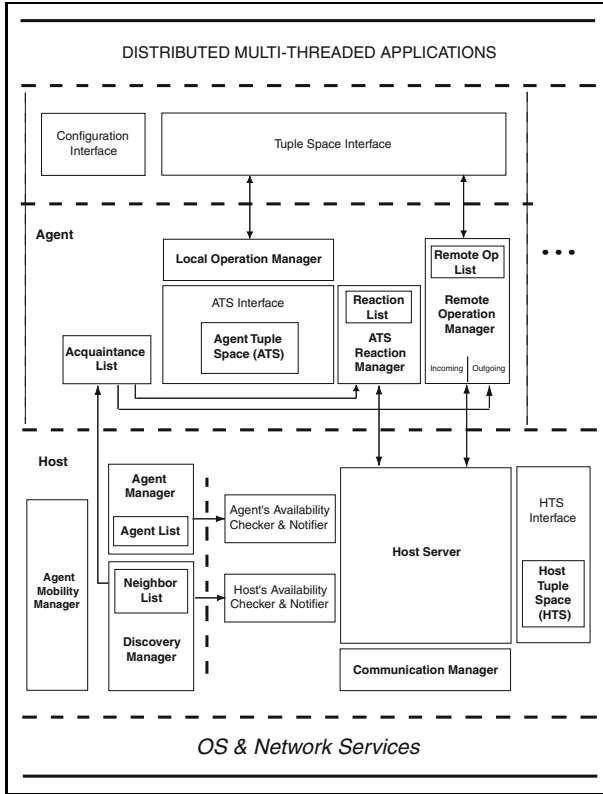 DISTRIBUTED MULTI-THREADED APPLICATIONS
Configuration
Interface
Tuple Space Interface
Agent
Local Operation Manager
ATS Interface
Agent Tuple
Space (ATS)
Reaction
List
ATS
Reaction
Manager
Remote Op
List
Remote
Operation
Manager
Incoming
Outgoing
• • •
Acquaintance
List
Host
Agent
Mobility
Manager
Agent
Manager
Agent List
Neighbor
List
Discovery
Manager
Agent's Availability
Checker & Notifier
Host's Availability
Checker & Notifier
Host Server
Communication Manager
HTS
Interface
Host
Tuple
Space
(HTS)
OS & Network Services